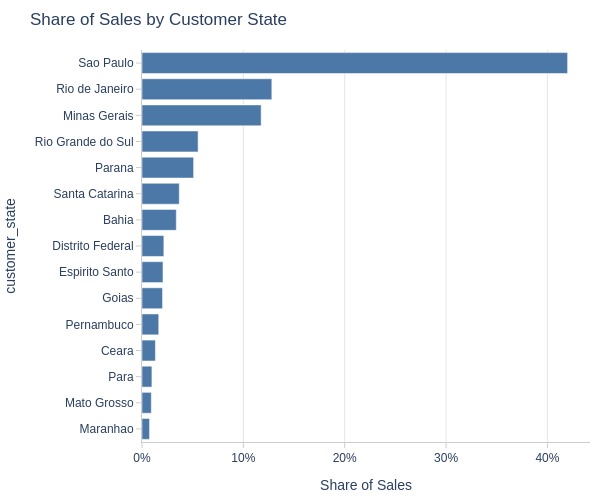 Share of Sales by Customer State
customer_state
Sao Paulo
Rio de Janeiro
Minas Gerais
Rio Grande do Sul
Parana
Santa Catarina
Bahia
Distrito Federal
Espirito Santo
Goias
Pernambuco
Ceara
Para
Mato Grosso
Maranhao
0% 10% 20% 30% 40%
Share of Sales